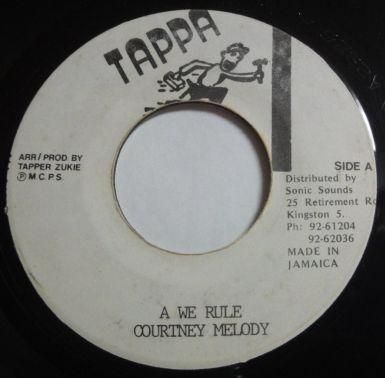 TAPPA
ARR/PROD BY
TAPPER ZUKIE
Ⓟ M.C.P.S.
SIDE A
Distributed by
Sonic Sounds
25 Retirement
Kingston 5.
Ph: 92-61204
92-62036
MADE IN
JAMAICA
A WE RULE
COURTNEY MELODY